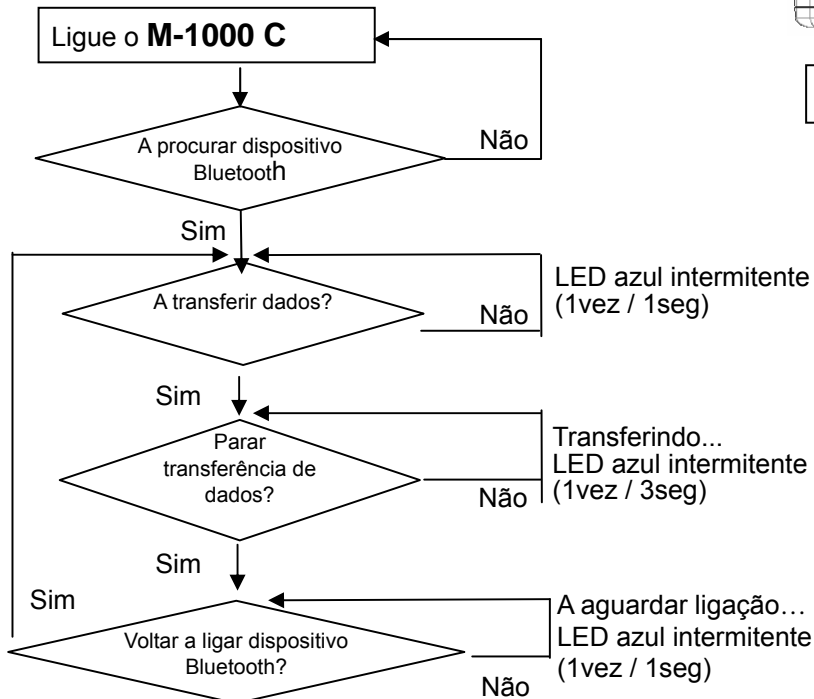 Ligue o M-1000 C
A procurar dispositivo
Bluetooth
Não
Sim
A transferir dados?
Não
LED azul intermitente
(1vez / 1seg)
Sim
Parar
transferência de
dados?
Não
Transferindo...
LED azul intermitente
(1vez / 3seg)
Sim
Sim
Voltar a ligar dispositivo
Bluetooth?
Não
A aguardar ligação…
LED azul intermitente
(1vez / 1seg)